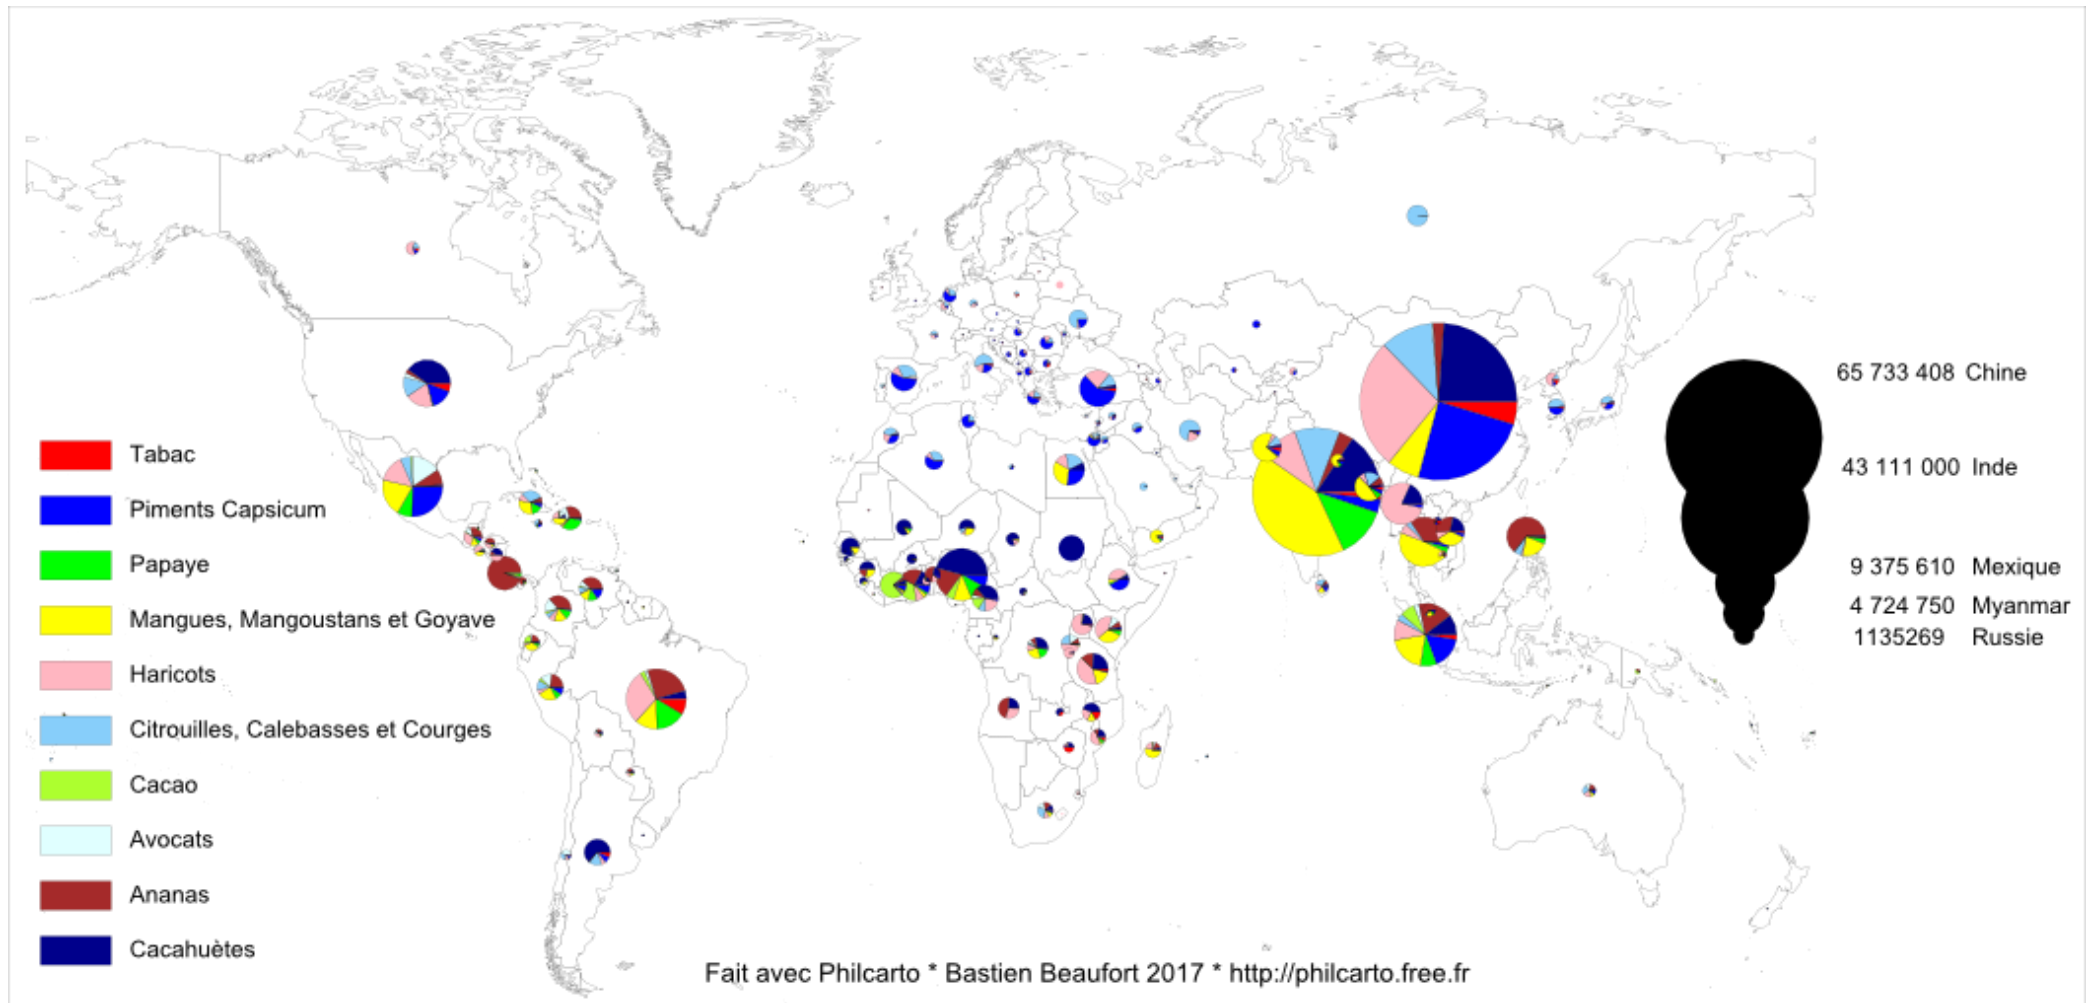 Tabac
Piments Capsicum
Papaye
Mangues, Mangoustans et Goyave
Haricots
Citrouilles, Calebasses et Courges
Cacao
Avocats
Ananas
Cacahuètes
65 733 408 Chine
43 111 000 Inde
9 375 610 Mexique
4 724 750 Myanmar
1135269 Russie
Fait avec Philcarto * Bastien Beaufort 2017 * http://philcarto.free.fr